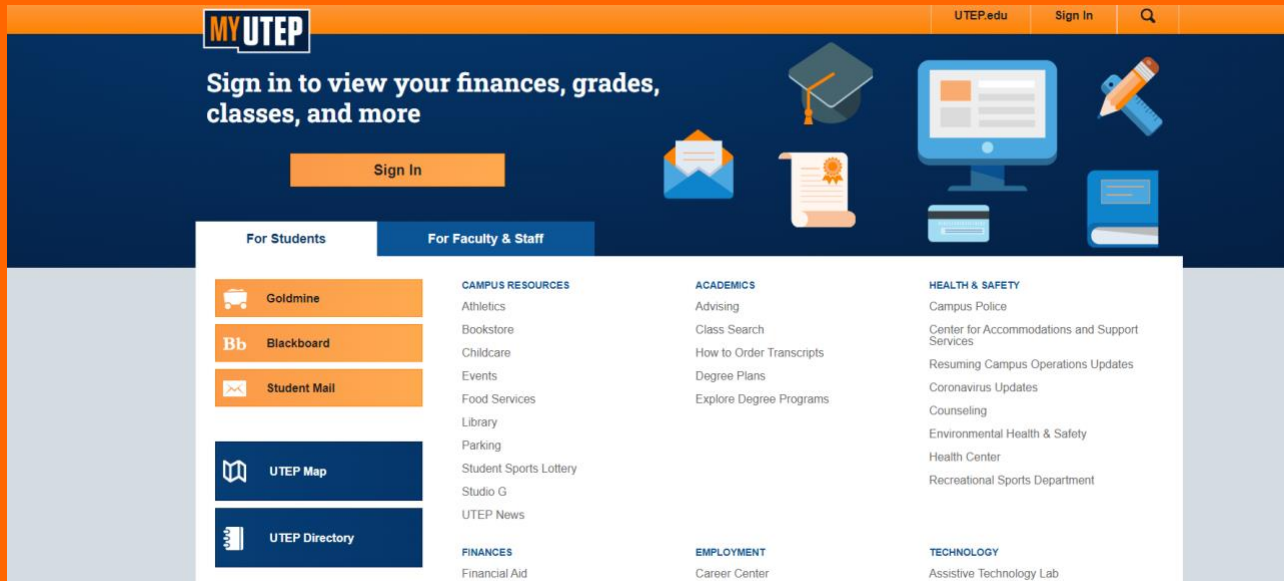 MY UTEP
UTEP.edu
Sign In
Sign in to view your finances, grades,
classes, and more
Sign In
For Students
For Faculty & Staff
Goldmine
Bb Blackboard
Student Mail
UTEP Map
UTEP Directory
CAMPUS RESOURCES
Athletics
Bookstore
Childcare
Events
Food Services
Library
Parking
Student Sports Lottery
Studio G
UTEP News
ACADEMICS
Advising
Class Search
How to Order Transcripts
Degree Plans
Explore Degree Programs
HEALTH & SAFETY
Campus Police
Center for Accommodations and Support
Services
Resuming Campus Operations Updates
Coronavirus Updates
Counseling
Environmental Health & Safety
Health Center
Recreational Sports Department
FINANCES
Financial Aid
EMPLOYMENT
Career Center
TECHNOLOGY
Assistive Technology Lab